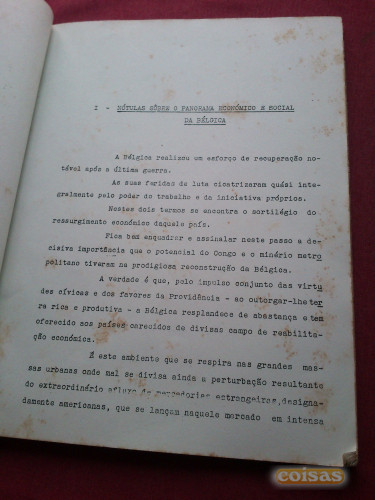 I - RÓTULAS SÔBRE O PANORAMA ECONÓMICO E SOCIAL
DA BÉLGICA
A Bélgica realizou um esforço de recuperação no-
tável após a última guerra.
As suas feridas de luta cicatrizaram quási inte-
gralmente pelo poder do trabalho e da iniciativa próprios.
Nestes dois termos se encontra o sortilégio do
ressurgimento económico daquele país.
Fica bem enquadrar e assinalar neste passo a de-
cisiva importância que o potencial do Congo e o minério metro
politano tiveram na prodigiosa reconstrução da Bélgica.
A verdade é que, pelo impulso conjunto das virtu
des cívicas e dos favores da Providência - ao outorgar-lhe ter
ra rica e produtiva - a Bélgica resplandece de abastança e tem
oferecido aos países carecidos de divisas campo de reabilita-
ção económica.
É êste ambiente que se respira nas grandes mas-
sas urbanas onde mal se divisa ainda a perturbação resultante
do extraordinário afluxo de mercadorias estrangeiras, designa-
damente americanas, que se lançam naquele mercado em intensa
coisas